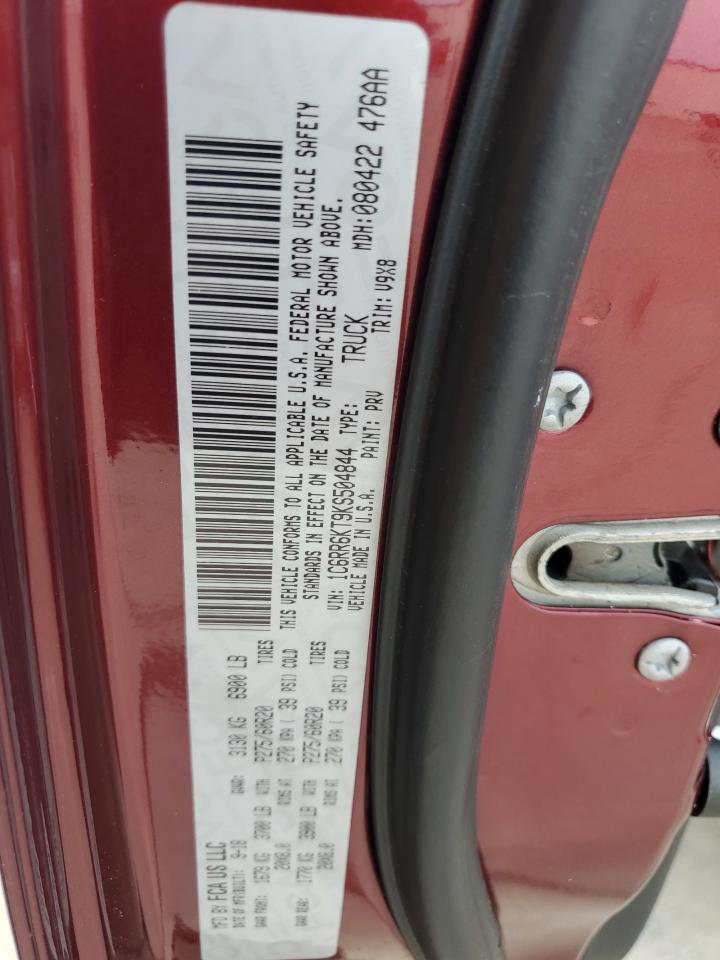 MFD BY FCA US LLC
DATE OF MFR(BUILT): 9-18 GVWR: 3130 KG 6900 LB
GAWR FRONT: 1679 KG 3700 LB WITH P275/60R20 TIRES
20X8.0 RIMS AT 270 KPA ( 39 PSI) COLD
GAWR REAR: 1770 KG 3900 LB WITH P275/60R20 TIRES
20X8.0 RIMS AT 270 KPA ( 39 PSI) COLD
THIS VEHICLE CONFORMS TO ALL APPLICABLE U.S.A. FEDERAL MOTOR VEHICLE SAFETY
STANDARDS IN EFFECT ON THE DATE OF MANUFACTURE SHOWN ABOVE.
VIN: 1C6RR6KT9KS504844 TYPE: TRUCK MDH:080422 476AA
VEHICLE MADE IN U.S.A. PAINT: PRV TRIM: V9X8